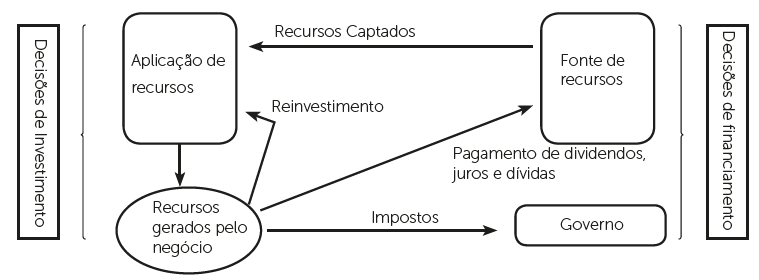 Decisões de Investimento
Aplicação de
recursos
Recursos Captados
Fonte de
recursos
Decisões de financiamento
Reinvestimento
Pagamento de dividendos,
juros e dívidas
Recursos
gerados pelo
negócio
Impostos
Governo